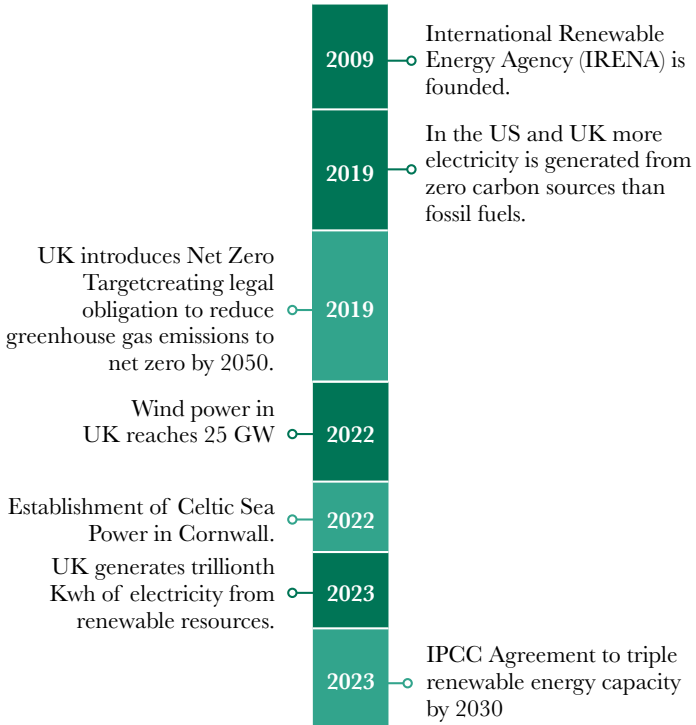 2009
International Renewable
Energy Agency (IRENA) is
founded.
2019
In the US and UK more
electricity is generated from
zero carbon sources than
fossil fuels.
UK introduces Net Zero
Targetcreating legal
obligation to reduce
greenhouse gas emissions to
net zero by 2050.
2019
Wind power in
UK reaches 25 GW
2022
Establishment of Celtic Sea
Power in Cornwall.
2022
UK generates trillionth
Kwh of electricity from
renewable resources.
2023
2023
IPCC Agreement to triple
renewable energy capacity
by 2030